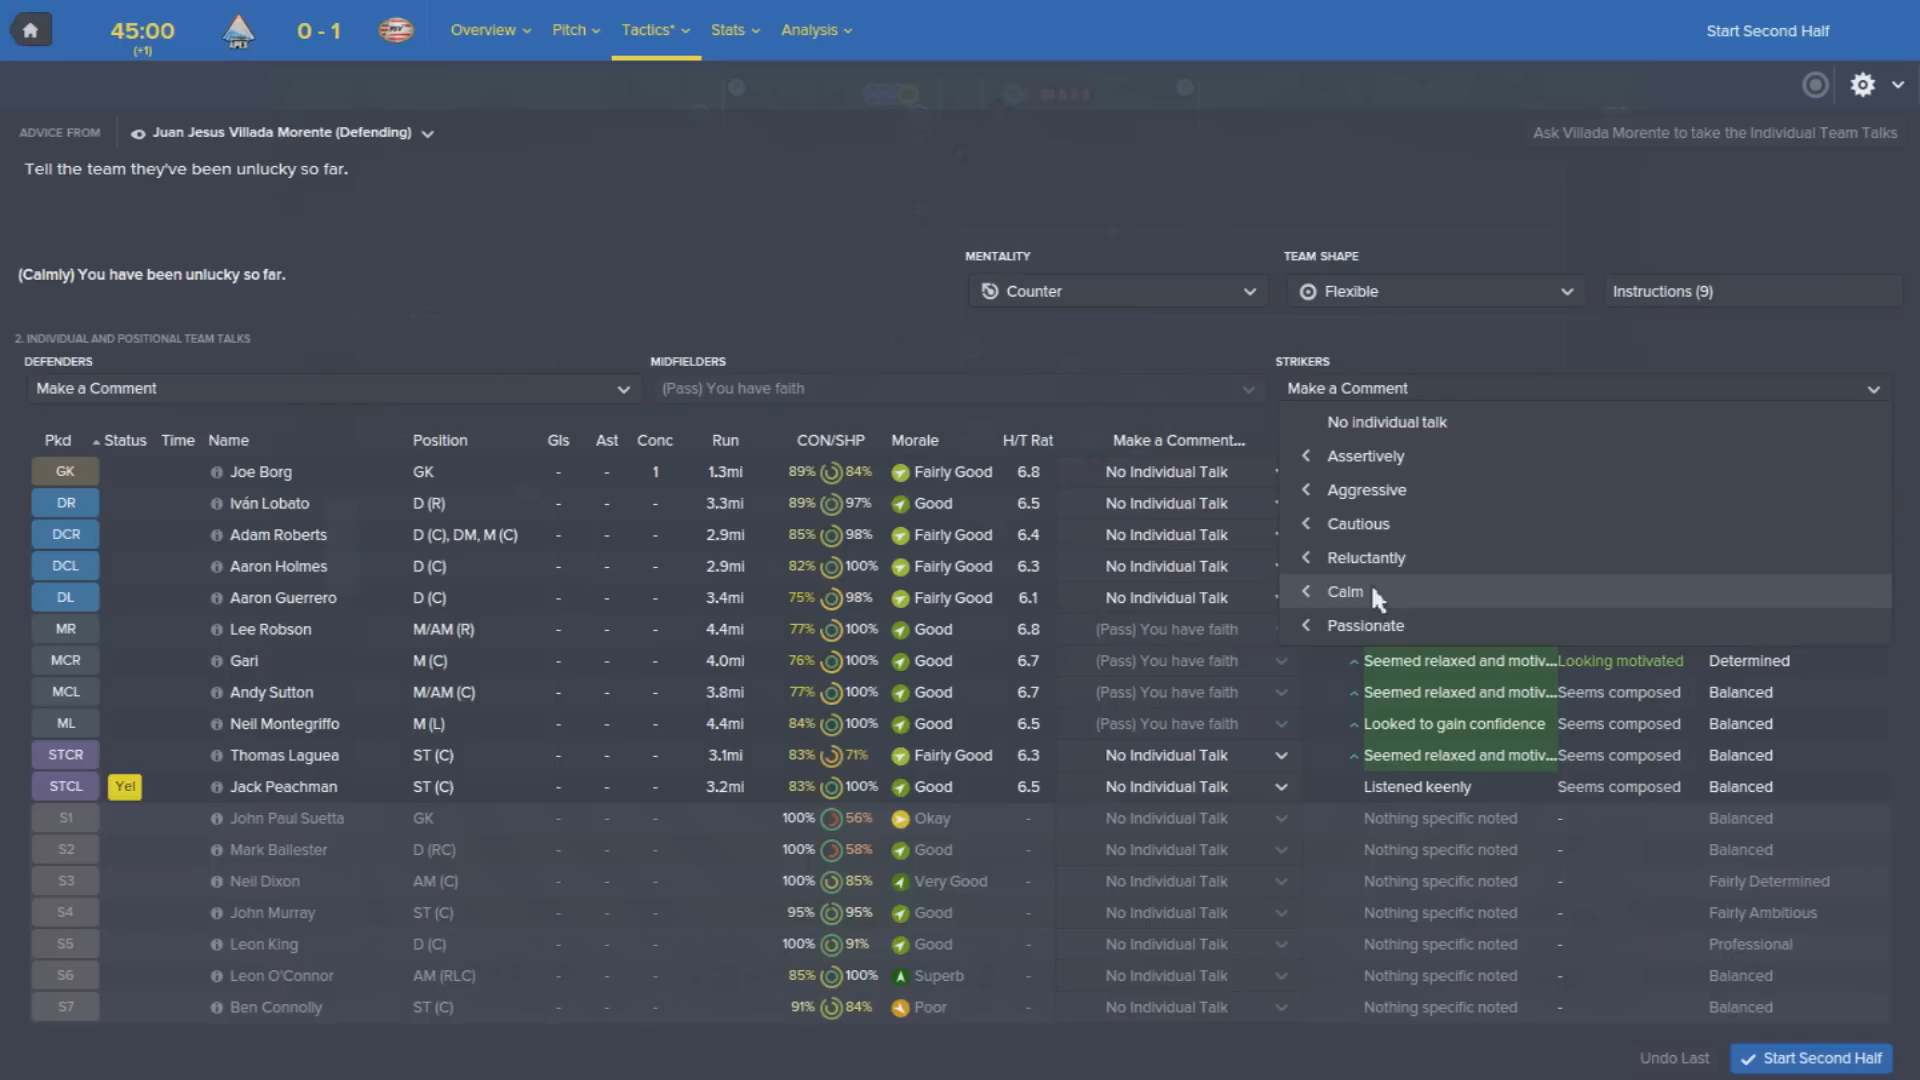 45:00 0 - 1 Overview Pitch Tactics* Stats Analysis Start Second Half
(+1) APEX PSV
ADVICE FROM Juan Jesus Villada Morente (Defending) Ask Villada Morente to take the Individual Team Talks
Tell the team they've been unlucky so far.
MENTALITY TEAM SHAPE
(Calmly) You have been unlucky so far.
Counter Flexible Instructions (9)
2. INDIVIDUAL AND POSITIONAL TEAM TALKS
DEFENDERS MIDFIELDERS STRIKERS
Make a Comment (Pass) You have faith Make a Comment
No individual talk
Assertively
Aggressive
Cautious
Reluctantly
Calm
Passionate
Pkd Status Time Name Position Gls Ast Conc Run CON/SHP Morale H/T Rat Make a Comment...
GK Joe Borg GK - - 1 1.3mi 89% 84% Fairly Good 6.8 No Individual Talk
DR Iván Lobato D (R) - - - 3.3mi 89% 97% Good 6.5 No Individual Talk
DCR Adam Roberts D (C), DM, M (C) - - - 2.9mi 85% 98% Fairly Good 6.4 No Individual Talk
DCL Aaron Holmes D (C) - - - 2.9mi 82% 100% Fairly Good 6.3 No Individual Talk
DL Aaron Guerrero D (C) - - - 3.4mi 75% 98% Fairly Good 6.1 No Individual Talk
MR Lee Robson M/AM (R) - - - 4.4mi 77% 100% Good 6.8 (Pass) You have faith
MCR Gari M (C) - - - 4.0mi 76% 100% Good 6.7 (Pass) You have faith Seemed relaxed and motiv... Looking motivated Determined
MCL Andy Sutton M/AM (C) - - - 3.8mi 77% 100% Good 6.7 (Pass) You have faith Seemed relaxed and motiv... Seems composed Balanced
ML Neil Montegriffo M (L) - - - 4.4mi 84% 100% Good 6.5 (Pass) You have faith Looked to gain confidence Seems composed Balanced
STCR Thomas Laguea ST (C) - - - 3.1mi 83% 71% Fairly Good 6.3 No Individual Talk Seemed relaxed and motiv... Seems composed Balanced
STCL Yel Jack Peachman ST (C) - - - 3.2mi 83% 100% Good 6.5 No Individual Talk Listened keenly Seems composed Balanced
S1 John Paul Suetta GK - - - 100% 56% Okay - No Individual Talk Nothing specific noted - Balanced
S2 Mark Ballester D (RC) - - - 100% 58% Good - No Individual Talk Nothing specific noted - Balanced
S3 Neil Dixon AM (C) - - - 100% 85% Very Good - No Individual Talk Nothing specific noted - Fairly Determined
S4 John Murray ST (C) - - - 95% 95% Good - No Individual Talk Nothing specific noted - Fairly Ambitious
S5 Leon King D (C) - - - 100% 91% Good - No Individual Talk Nothing specific noted - Professional
S6 Leon O'Connor AM (RLC) - - - 85% 100% Superb - No Individual Talk Nothing specific noted - Balanced
S7 Ben Connolly ST (C) - - - 91% 84% Poor - No Individual Talk Nothing specific noted - Balanced
Undo Last Start Second Half